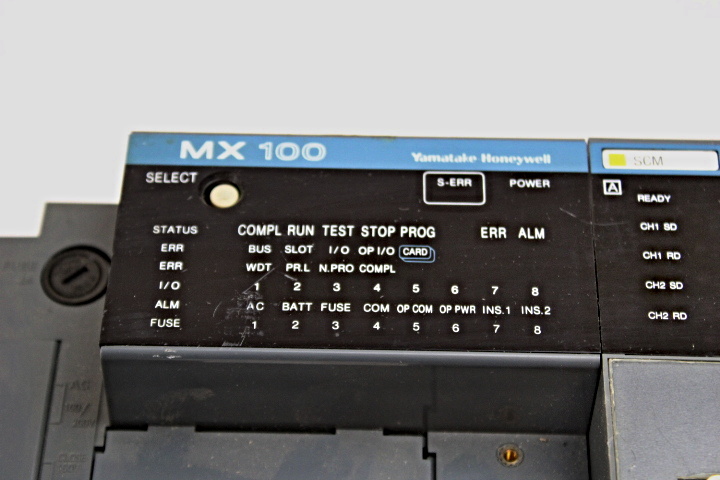 MX 100 Yamatake-Honeywell
SCM
SELECT S-ERR POWER
A
READY
STATUS COMPL RUN TEST STOP PROG ERR ALM
CH1 SD
ERR BUS SLOT I/O OP I/O CARD
CH1 RD
ERR WDT PR.L N.PRO COMPL
I/O 1 2 3 4 5 6 7 8
CH2 SD
ALM AC BATT FUSE COM OP COM OP PWR INS.1 INS.2
CH2 RD
FUSE 1 2 3 4 5 6 7 8
AC